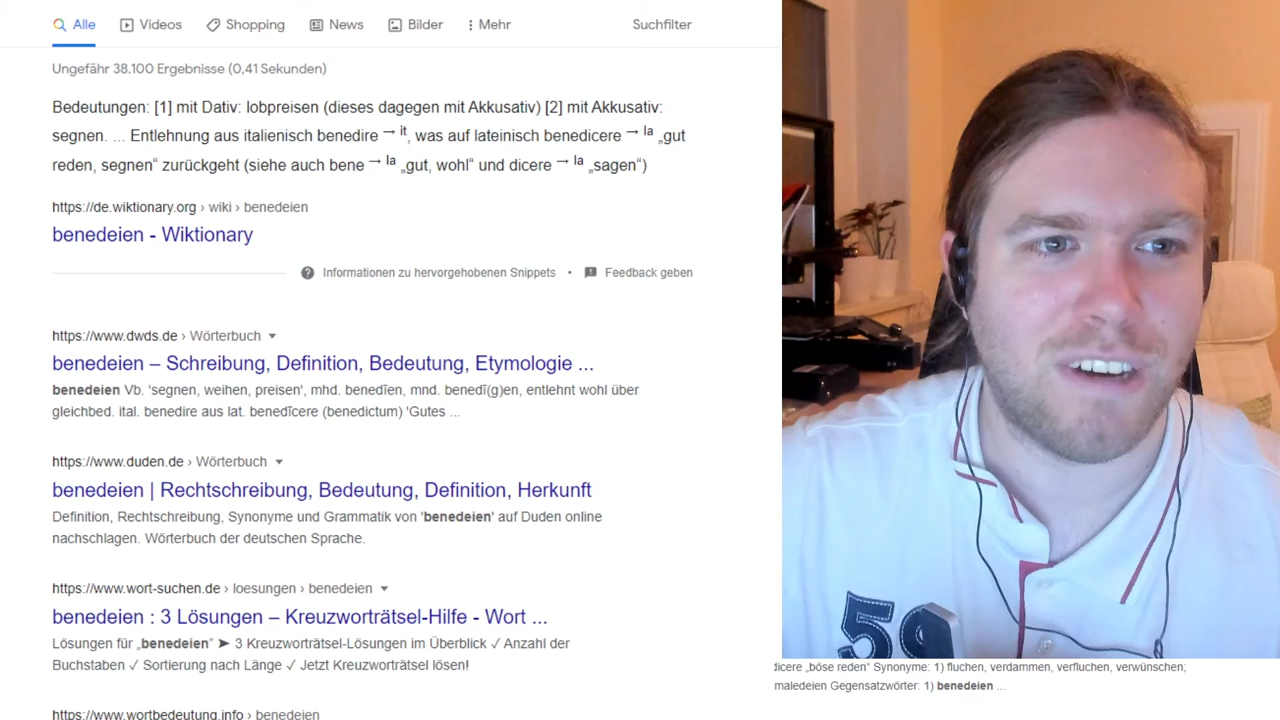 Alle Videos Shopping News Bilder Mehr Suchfilter
Ungefähr 38.100 Ergebnisse (0,41 Sekunden)
Bedeutungen: [1] mit Dativ: lobpreisen (dieses dagegen mit Akkusativ) [2] mit Akkusativ:
segnen. ... Entlehnung aus italienisch benedire → it, was auf lateinisch benedicere → la „gut
reden, segnen“ zurückgeht (siehe auch bene → la „gut, wohl“ und dicere → la „sagen“)
https://de.wiktionary.org › wiki › benedeien
benedeien - Wiktionary
Informationen zu hervorgehobenen Snippets • Feedback geben
https://www.dwds.de › Wörterbuch
benedeien – Schreibung, Definition, Bedeutung, Etymologie ...
benedeien Vb. 'segnen, weihen, preisen', mhd. benedīen, mnd. benedī(g)en, entlehnt wohl über
gleichbed. ital. benedire aus lat. benedīcere (benedictum) 'Gutes ...
https://www.duden.de › Wörterbuch
benedeien | Rechtschreibung, Bedeutung, Definition, Herkunft
Definition, Rechtschreibung, Synonyme und Grammatik von 'benedeien' auf Duden online
nachschlagen. Wörterbuch der deutschen Sprache.
https://www.wort-suchen.de › loesungen › benedeien
benedeien : 3 Lösungen – Kreuzworträtsel-Hilfe - Wort ...
Lösungen für „benedeien” ➤ 3 Kreuzworträtsel-Lösungen im Überblick ✓ Anzahl der
Buchstaben ✓ Sortierung nach Länge ✓ Jetzt Kreuzworträtsel lösen!
https://www.wortbedeutung.info › benedeien
59
dicere „böse reden“ Synonyme: 1) fluchen, verdammen, verfluchen, verwünschen;
maledeien Gegensatzwörter: 1) benedeien ...